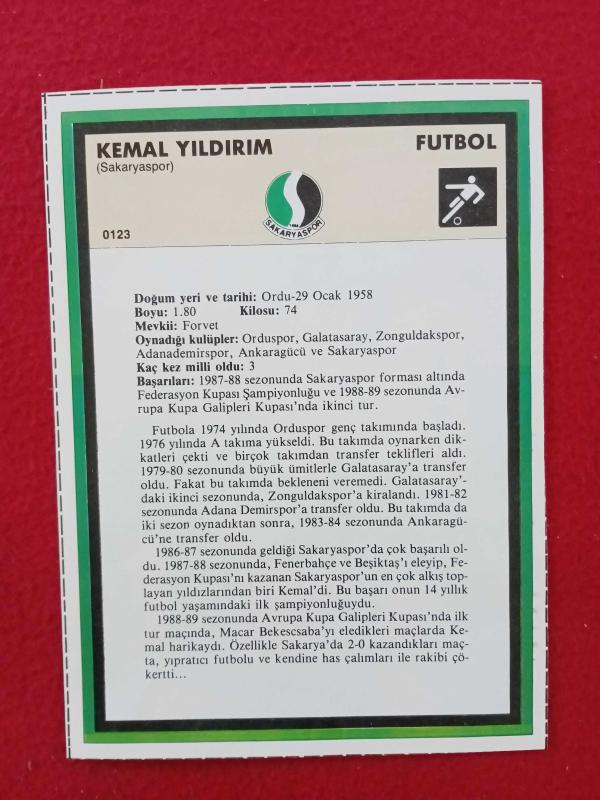 KEMAL YILDIRIM
(Sakaryaspor)
FUTBOL
SAKARYASPOR
0123
Doğum yeri ve tarihi: Ordu-29 Ocak 1958
Boyu: 1.80 Kilosu: 74
Mevkii: Forvet
Oynadığı kulüpler: Orduspor, Galatasaray, Zonguldakspor,
Adanademirspor, Ankaragücü ve Sakaryaspor
Kaç kez milli oldu: 3
Başarıları: 1987-88 sezonunda Sakaryaspor forması altında
Federasyon Kupası Şampiyonluğu ve 1988-89 sezonunda Av-
rupa Kupa Galipleri Kupası'nda ikinci tur.
Futbola 1974 yılında Orduspor genç takımında başladı.
1976 yılında A takıma yükseldi. Bu takımda oynarken dik-
katleri çekti ve birçok takımdan transfer teklifleri aldı.
1979-80 sezonunda büyük ümitlerle Galatasaray'a transfer
oldu. Fakat bu takımda bekleneni veremedi. Galatasaray'-
daki ikinci sezonunda, Zonguldakspor'a kiralandı. 1981-82
sezonunda Adana Demirspor'a transfer oldu. Bu takımda da
iki sezon oynadıktan sonra, 1983-84 sezonunda Ankaragü-
cü'ne transfer oldu.
1986-87 sezonunda geldiği Sakaryaspor'da çok başarılı ol-
du. 1987-88 sezonunda, Fenerbahçe ve Beşiktaş'ı eleyip, Fe-
derasyon Kupası'nı kazanan Sakaryaspor'un en çok alkış top-
layan yıldızlarından biri Kemal'di. Bu başarı onun 14 yıllık
futbol yaşamındaki ilk şampiyonluğuydu.
1988-89 sezonunda Avrupa Kupa Galipleri Kupası'nda ilk
tur maçında, Macar Bekescsaba'yı eledikleri maçlarda Ke-
mal harikaydı. Özellikle Sakarya'da 2-0 kazandıkları maç-
ta, yıpratıcı futbolu ve kendine has çalımları ile rakibi çö-
kertti...